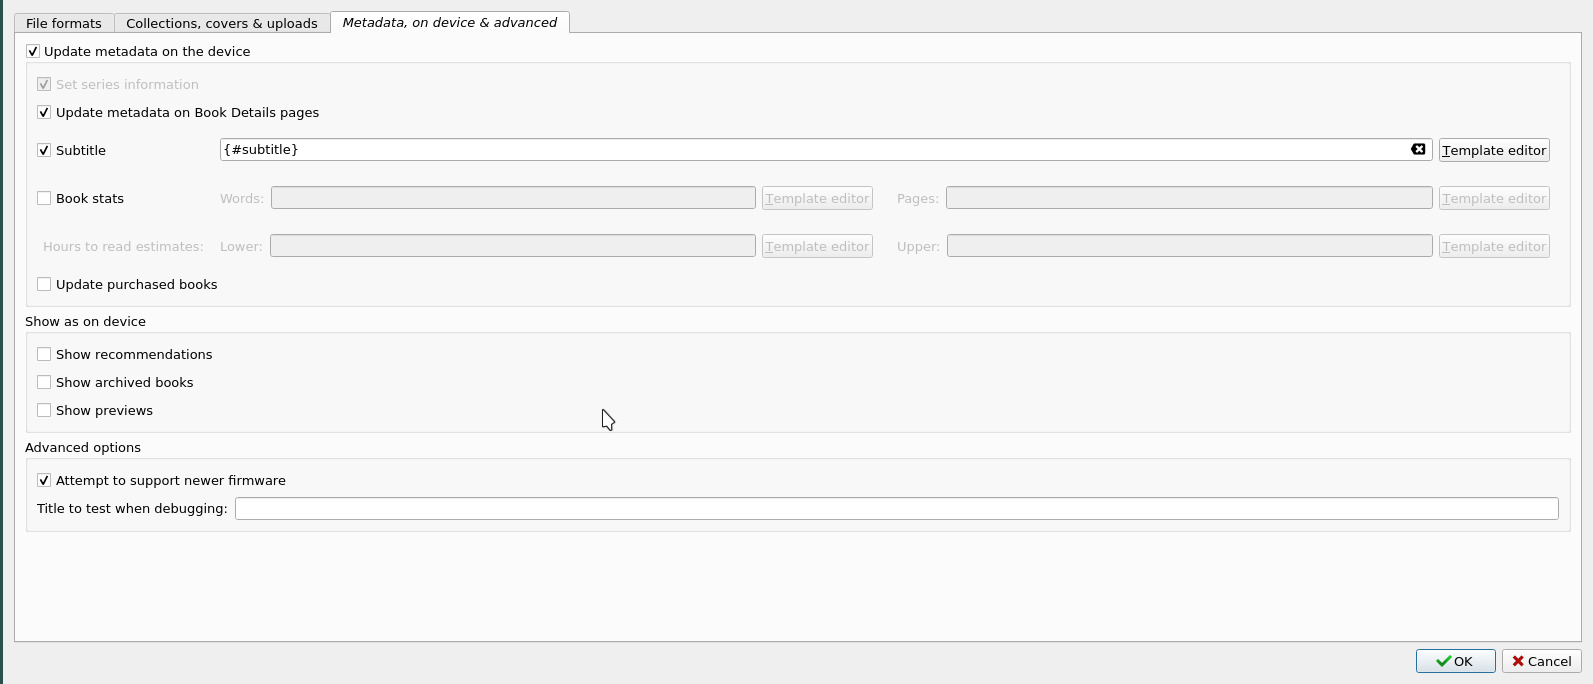 File formats Collections, covers & uploads Metadata, on device & advanced
Update metadata on the device
Set series information
Update metadata on Book Details pages
Subtitle {#subtitle} Template editor
Book stats Words: Template editor Pages: Template editor
Hours to read estimates: Lower: Template editor Upper: Template editor
Update purchased books
Show as on device
Show recommendations
Show archived books
Show previews
Advanced options
Attempt to support newer firmware
Title to test when debugging:
OK Cancel